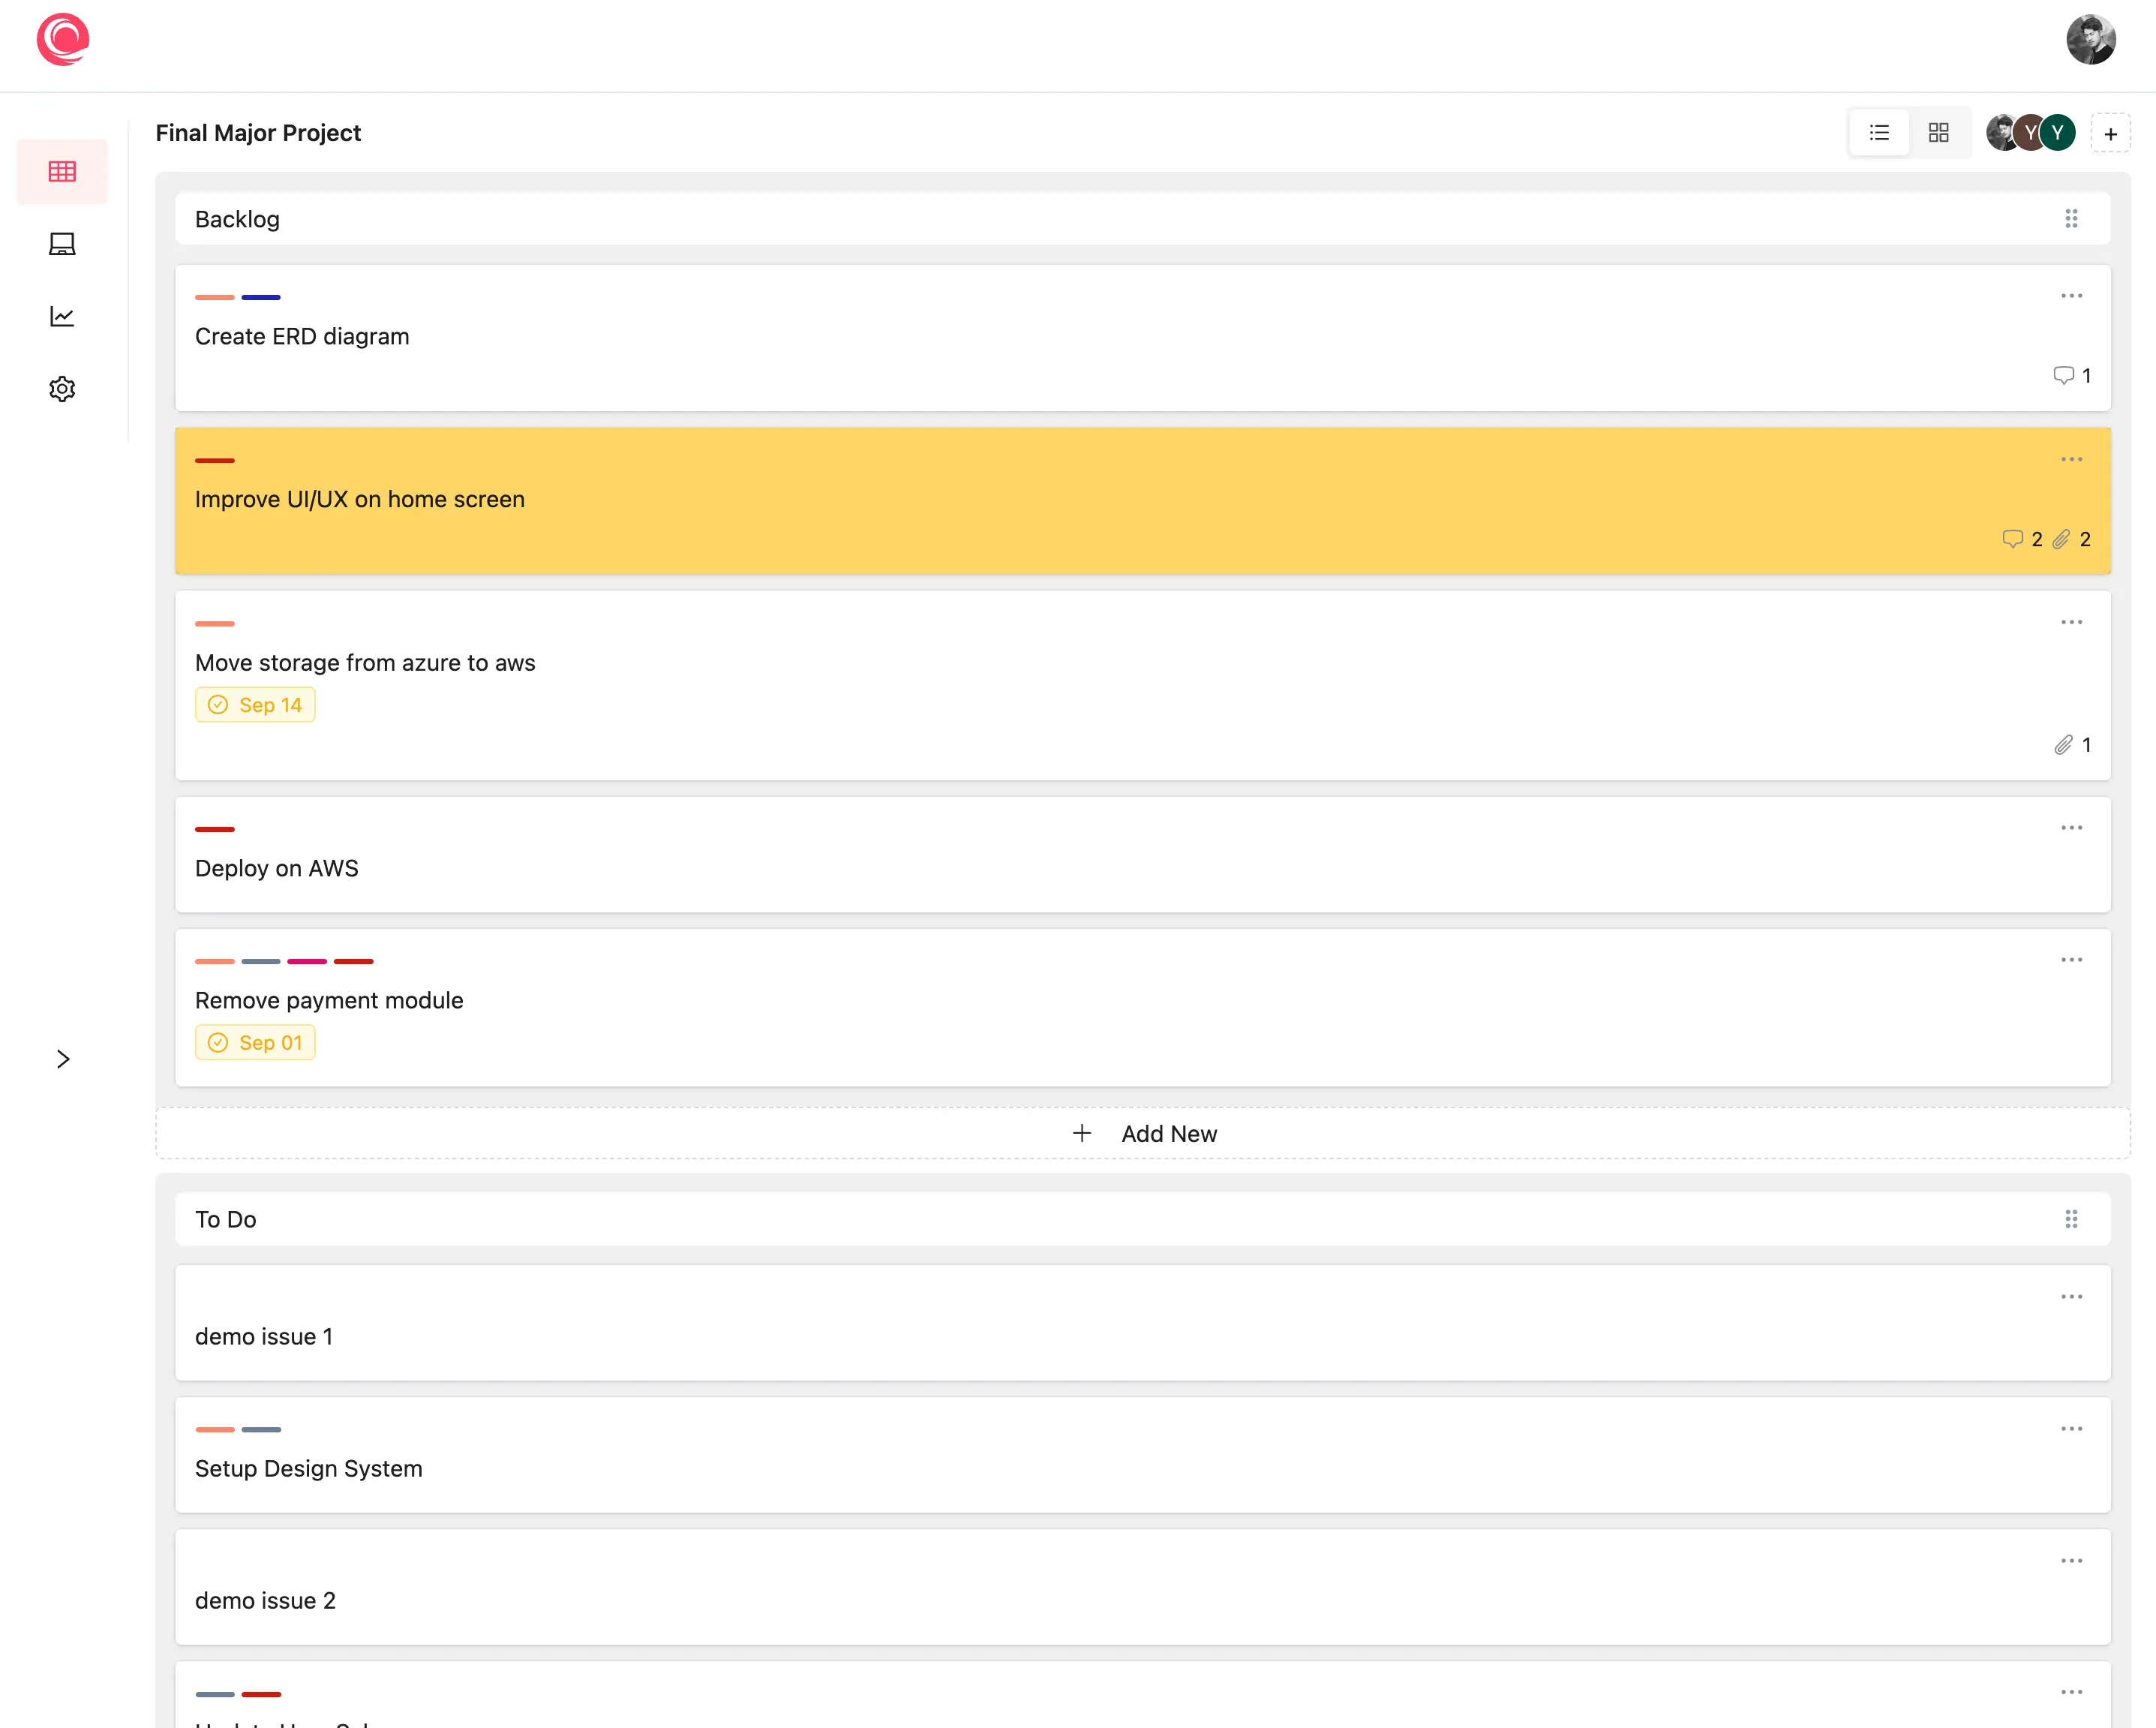 Final Major Project
Y
Y
Backlog
Create ERD diagram
1
Improve UI/UX on home screen
2 2
Move storage from azure to aws
Sep 14
1
Deploy on AWS
Remove payment module
Sep 01
Add New
To Do
demo issue 1
Setup Design System
demo issue 2